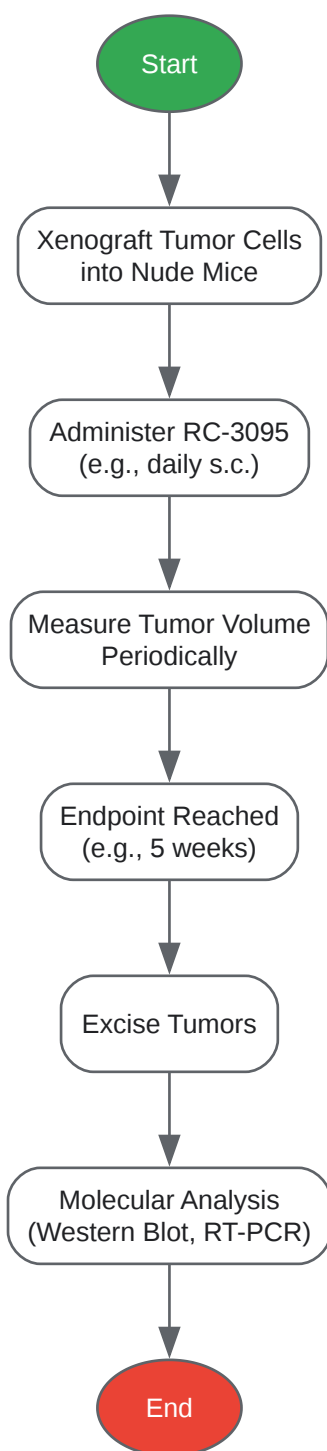 Start
Xenograft Tumor Cells
into Nude Mice
Administer RC-3095
(e.g., daily s.c.)
Measure Tumor Volume
Periodically
Endpoint Reached
(e.g., 5 weeks)
Excise Tumors
Molecular Analysis
(Western Blot, RT-PCR)
End